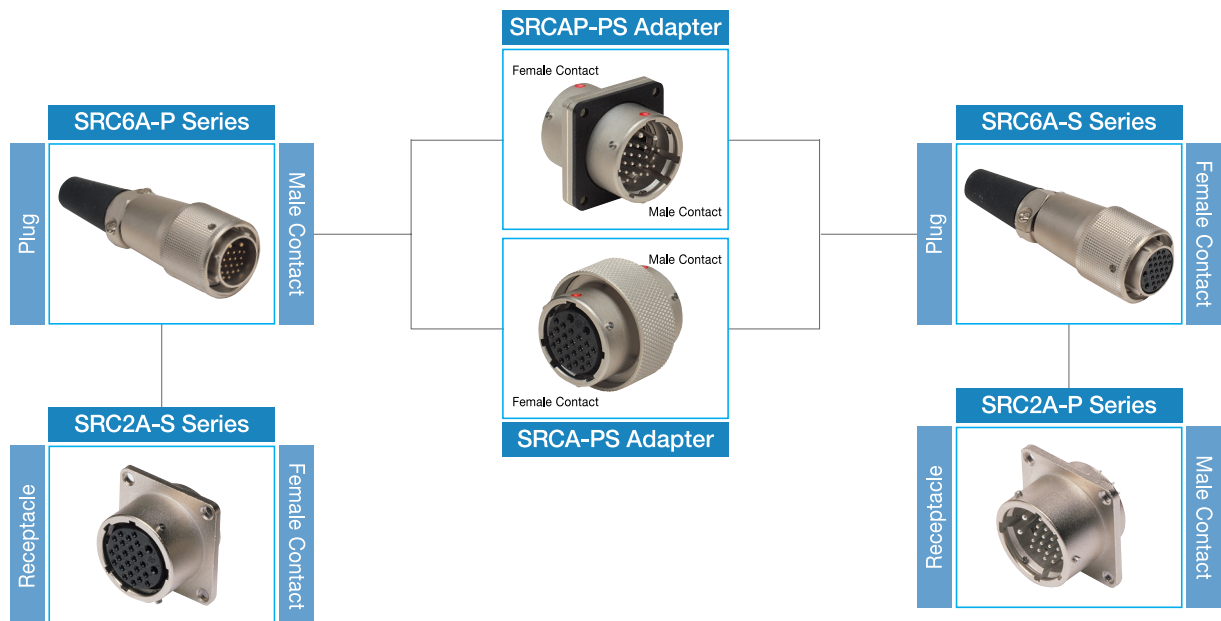 SRCAP-PS Adapter
Female Contact
Male Contact
SRC6A-P Series
Plug
Male Contact
SRC6A-S Series
Plug
Female Contact
Male Contact
Female Contact
SRCA-PS Adapter
SRC2A-S Series
Receptacle
Female Contact
SRC2A-P Series
Receptacle
Male Contact